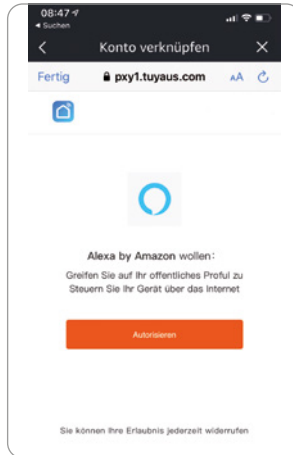 08:47
Suchen
Konto verknüpfen
Fertig pxy1.tuyaus.com AA
Alexa by Amazon wollen:
Greifen Sie auf Ihr offentliches Proful zu
Steuern Sie Ihr Gerät über das Internet
Autorisieren
Sie können Ihre Erlaubnis jederzeit widerrufen